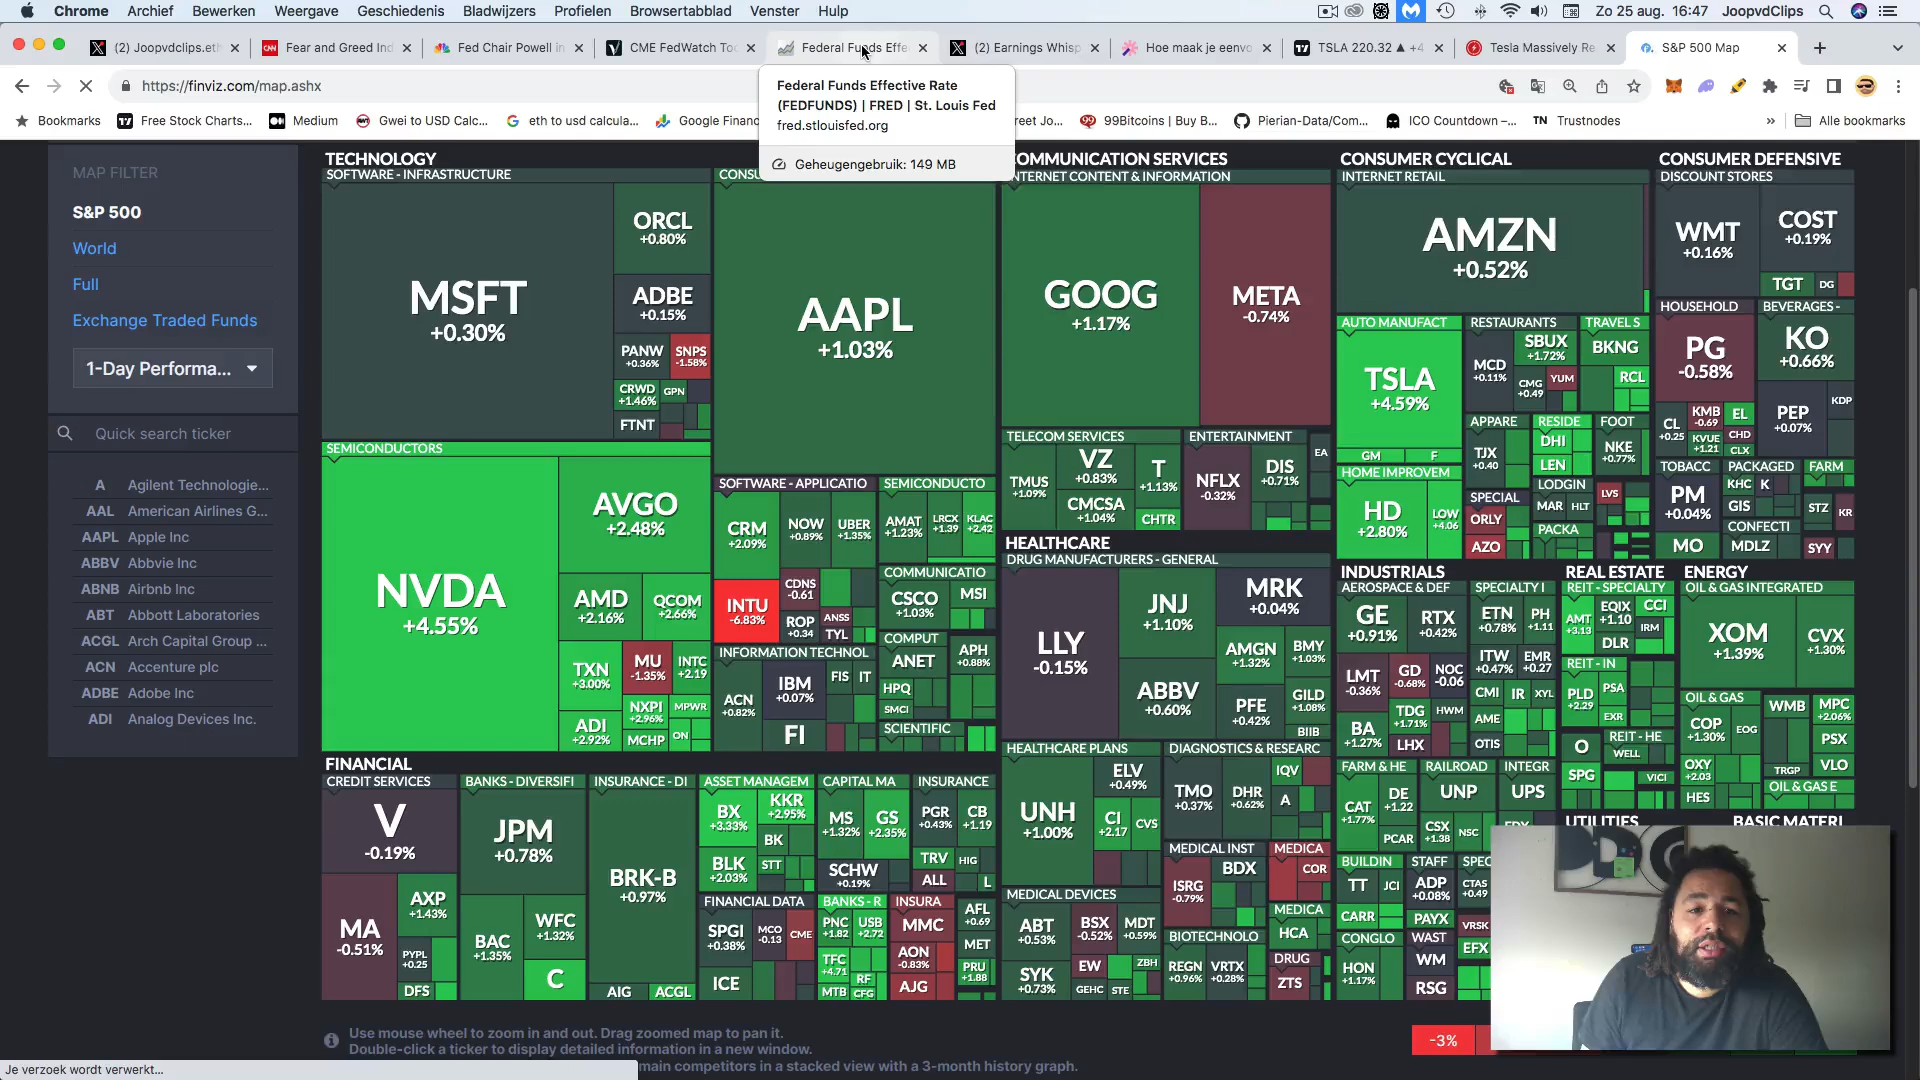 Chrome Archief Bewerken Weergave Geschiedenis Bladwijzers Profielen Browsertabblad Venster Hulp Zo 25 aug. 16:47 JoopvdClips
(2) Joopvdclips.et Fear and Greed Ind Fed Chair Powell in CME FedWatch Too Federal Funds Effe (2) Earnings Whisp Hoe maak je eenvo TSLA 220.32 ▲ +4 Tesla Massively Re S&P 500 Map
https://finviz.com/map.ashx
Bookmarks Free Stock Charts... Medium Gwei to USD Calc... eth to usd calcula... Google Financ reet Jo... 99Bitcoins | Buy B... Pierian-Data/Com... ICO Countdown –... TN Trustnodes » Alle bookmarks
Federal Funds Effective Rate
(FEDFUNDS) | FRED | St. Louis Fed
fred.stlouisfed.org
Geheugengebruik: 149 MB
MAP FILTER
S&P 500
World
Full
Exchange Traded Funds
1-Day Performa...
Quick search ticker
A Agilent Technologie...
AAL American Airlines G...
AAPL Apple Inc
ABBV Abbvie Inc
ABNB Airbnb Inc
ABT Abbott Laboratories
ACGL Arch Capital Group ...
ACN Accenture plc
ADBE Adobe Inc
ADI Analog Devices Inc.
TECHNOLOGY
SOFTWARE - INFRASTRUCTURE
MSFT
+0.30%
ORCL
+0.80%
ADBE
+0.15%
PANW
+0.36%
SNPS
-1.58%
CRWD
+1.46%
GPN
FTNT
CONSU
AAPL
+1.03%
SEMICONDUCTORS
NVDA
+4.55%
AVGO
+2.48%
AMD
+2.16%
QCOM
+2.66%
TXN
+3.00%
MU
-1.35%
INTC
+2.19
ADI
+2.92%
NXPI
+2.96%
MPWR
MCHP
ON
SOFTWARE - APPLICATIO
CRM
+2.09%
NOW
+0.89%
UBER
+1.35%
INTU
-6.83%
CDNS
-0.61
ROP
+0.34
ANSS
TYL
SEMICONDUCTO
AMAT
+1.23%
LRCX
+1.39
KLAC
+2.42
COMMUNICATIO
CSCO
+1.03%
MSI
COMPUT
ANET
APH
+0.88%
HPQ
SMCI
INFORMATION TECHNOL
ACN
+0.82%
IBM
+0.07%
FIS
IT
FI
SCIENTIFIC
COMMUNICATION SERVICES
INTERNET CONTENT & INFORMATION
GOOG
+1.17%
META
-0.74%
TELECOM SERVICES
TMUS
+1.09%
VZ
+0.83%
T
+1.13%
CMCSA
+1.04%
CHTR
ENTERTAINMENT
NFLX
-0.32%
DIS
+0.71%
EA
CONSUMER CYCLICAL
INTERNET RETAIL
AMZN
+0.52%
AUTO MANUFACT
TSLA
+4.59%
GM
F
HOME IMPROVEM
HD
+2.80%
LOW
+4.06
RESTAURANTS
MCD
+0.11%
SBUX
+1.72%
CMG
+0.49
YUM
TRAVEL S
BKNG
RCL
APPARE
TJX
+0.40
RESIDE
DHI
LEN
FOOT
NKE
+0.77%
LODGIN
MAR
HLT
LVS
SPECIAL
ORLY
AZO
PACKA
CONSUMER DEFENSIVE
DISCOUNT STORES
WMT
+0.16%
COST
+0.19%
TGT
DG
HOUSEHOLD
PG
-0.58%
CL
+0.25
KMB
-0.69
EL
KVUE
+1.21
CHD
CLX
BEVERAGES -
KO
+0.66%
PEP
+0.07%
KDP
TOBACC
PM
+0.04%
MO
PACKAGED
KHC
K
GIS
FARM
STZ
KR
CONFECTI
MDLZ
SYY
HEALTHCARE
DRUG MANUFACTURERS - GENERAL
LLY
-0.15%
JNJ
+1.10%
MRK
+0.04%
ABBV
+0.60%
AMGN
+1.32%
BMY
+1.03%
PFE
+0.42%
GILD
+1.08%
BIIB
HEALTHCARE PLANS
UNH
+1.00%
ELV
+0.49%
CI
+2.17
CVS
DIAGNOSTICS & RESEARC
TMO
+0.37%
DHR
+0.62%
IQV
A
MEDICAL INST
ISRG
-0.79%
BDX
MEDICA
COR
MEDICAL DEVICES
ABT
+0.53%
BSX
-0.52%
MDT
+0.59%
SYK
+0.73%
EW
ZBH
GEHC
STE
BIOTECHNOLO
REGN
+0.96%
VRTX
+0.28%
MEDICA
HCA
DRUG
ZTS
INDUSTRIALS
AEROSPACE & DEF
GE
+0.91%
RTX
+0.42%
LMT
-0.36%
GD
-0.68%
NOC
-0.06
BA
+1.27%
TDG
+1.71%
HWM
LHX
SPECIALTY I
ETN
+0.78%
PH
+1.11
ITW
+0.47%
EMR
+0.27
CMI
IR
XYL
AME
OTIS
FARM & HE
CAT
+1.77%
DE
+1.22
PCAR
RAILROAD
UNP
CSX
+1.38
NSC
INTEGR
UPS
FDX
BUILDIN
TT
JCI
CARR
STAFF
ADP
+0.08%
PAYX
SPEC
CTAS
+0.49
VRSK
EFX
CONGLO
HON
+1.17%
WAST
WM
RSG
REAL ESTATE
REIT - SPECIALTY
AMT
+3.13
EQIX
+1.10
CCI
DLR
IRM
REIT - IN
PLD
+2.29
PSA
EXR
O
REIT - HE
WELL
SPG
VICI
ENERGY
OIL & GAS INTEGRATED
XOM
+1.39%
CVX
+1.30%
OIL & GAS
COP
+1.30%
EOG
OXY
+2.03
HES
WMB
TRGP
MPC
+2.06%
PSX
VLO
OIL & GAS E
UTILITIES
BASIC MATERI
FINANCIAL
CREDIT SERVICES
V
-0.19%
MA
-0.51%
AXP
+1.43%
PYPL
+0.25
DFS
BANKS - DIVERSIFI
JPM
+0.78%
BAC
+1.35%
WFC
+1.32%
C
INSURANCE - DI
BRK-B
+0.97%
AIG
ACGL
ASSET MANAGEM
BX
+3.33%
KKR
+2.95%
BK
BLK
+2.03%
STT
CAPITAL MA
MS
+1.32%
GS
+2.35%
SCHW
+0.19%
INSURANCE
PGR
+0.43%
CB
+1.19
TRV
HIG
ALL
L
FINANCIAL DATA
SPGI
+0.38%
MCO
-0.13
CME
ICE
BANKS - R
PNC
+1.82
USB
+2.72
TFC
+4.71
RF
MTB
CFG
INSURA
MMC
AON
-0.83%
AJG
AFL
+0.69
MET
PRU
+1.88
Use mouse wheel to zoom in and out. Drag zoomed map to pan it.
Double-click a ticker to display detailed information in a new window.
main competitors in a stacked view with a 3-month history graph.
-3%
Je verzoek wordt verwerkt...